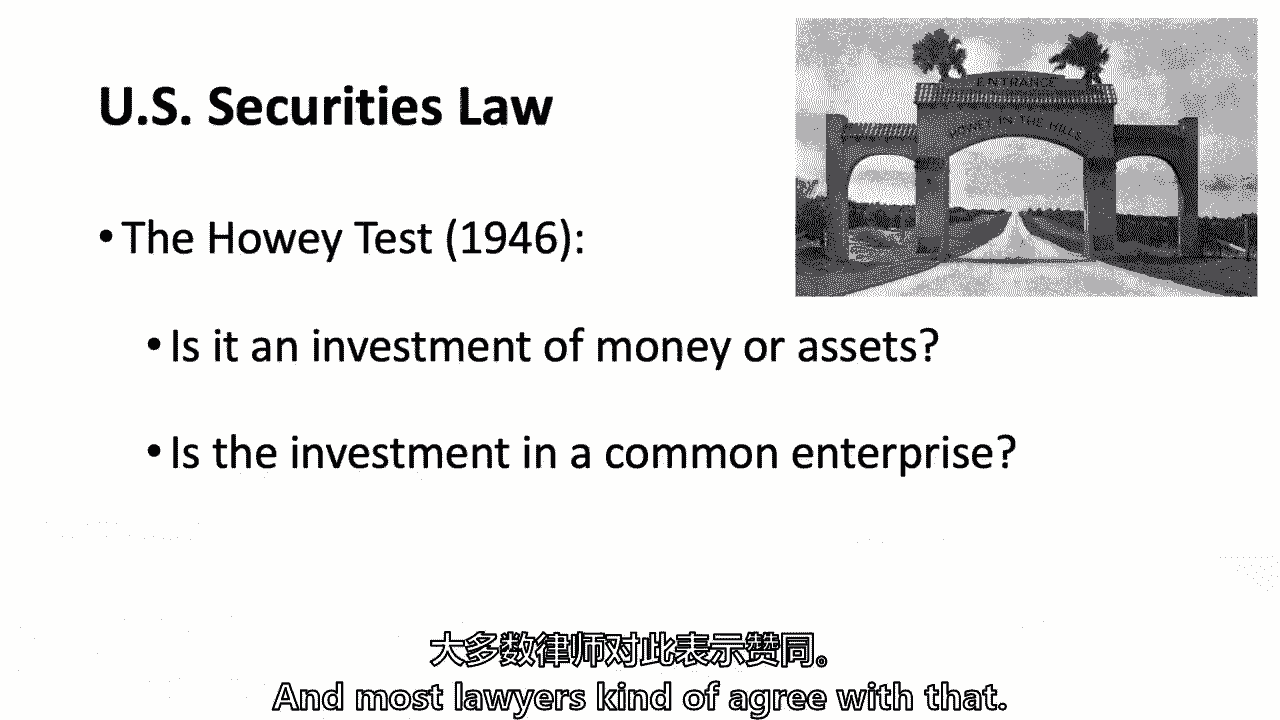 U.S. Securities Law
ENTRANCE
HOWEY IN THE HILLS
• The Howey Test (1946):
• Is it an investment of money or assets?
• Is the investment in a common enterprise?
大多数律师对此表示赞同。
And most lawyers kind of agree with that.